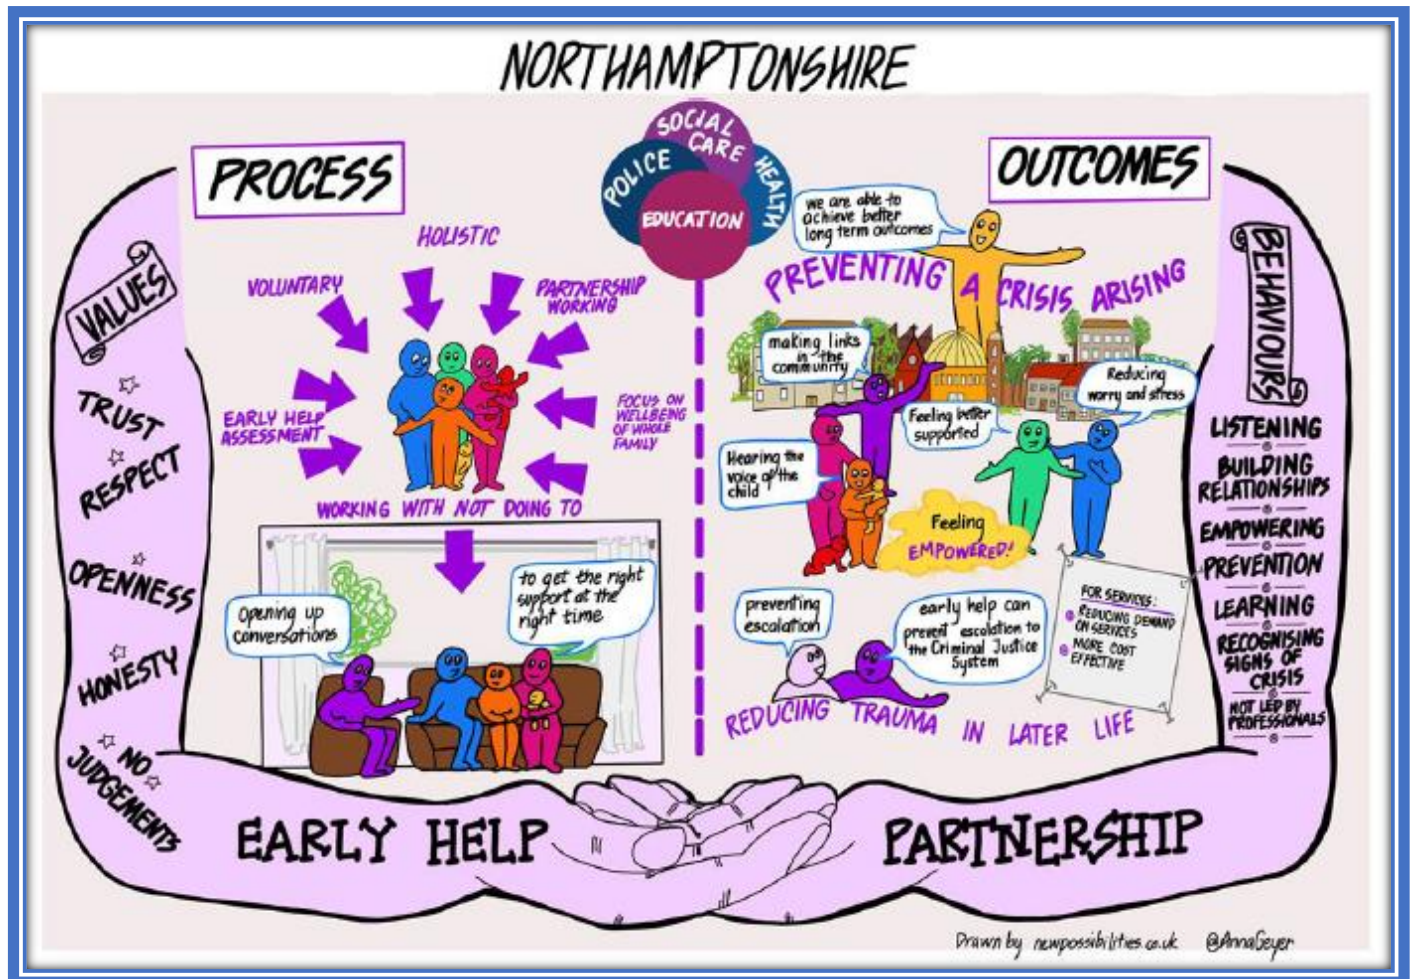 NORTHAMPTONSHIRE
SOCIAL
CARE
POLICE
HEALTH
EDUCATION
PROCESS
HOLISTIC
VOLUNTARY
PARTNERSHIP
WORKING
EARLY HELP
ASSESSMENT
FOCUS ON
WELLBEING
OF WHOLE
FAMILY
WORKING WITH NOT DOING TO
Opening up
conversations
to get the right
support at the
right time
VALUES
TRUST
RESPECT
OPENNESS
HONESTY
NO
JUDGEMENTS
OUTCOMES
we are able to
achieve better
long term outcomes
PREVENTING A CRISIS ARISING
making links
in the
community
Reducing
worry and stress
Feeling better
supported
Hearing the
voice of the
child
Feeling
EMPOWERED!
preventing
escalation
early help can
prevent escalation to
the Criminal Justice
System
FOR SERVICES:
REDUCING DEMAND
ON SERVICES
MORE COST
EFFECTIVE
REDUCING TRAUMA IN LATER LIFE
BEHAVIOURS
LISTENING
BUILDING
RELATIONSHIPS
EMPOWERING
PREVENTION
LEARNING
RECOGNISING
SIGNS OF
CRISIS
NOT LED BY
PROFESSIONALS
EARLY HELP PARTNERSHIP
Drawn by newpossibilities.co.uk @AnnaGeyer